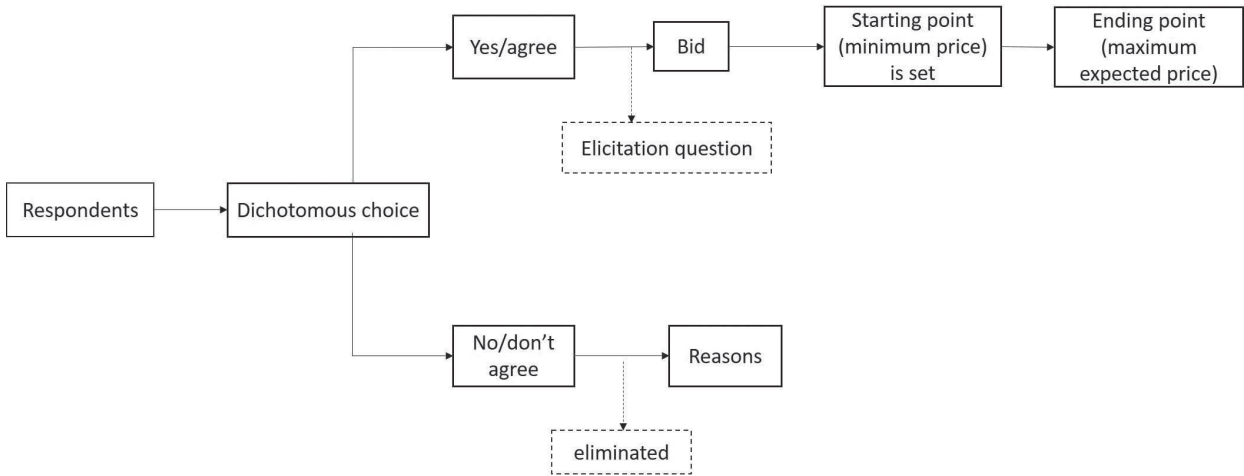 Respondents
Dichotomous choice
Yes/agree
Elicitation question
Bid
Starting point
(minimum price)
is set
Ending point
(maximum
expected price)
No/don’t
agree
eliminated
Reasons